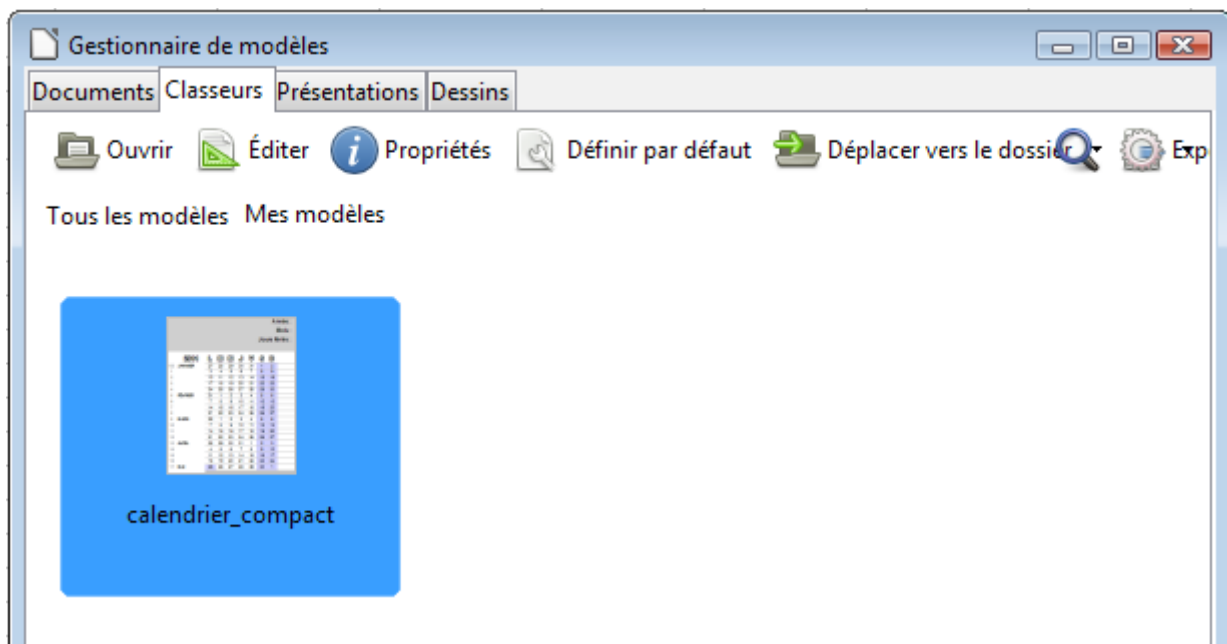 Gestionnaire de modèles
Documents Classeurs Présentations Dessins
Ouvrir Éditer Propriétés Définir par défaut Déplacer vers le dossier Exp
Tous les modèles Mes modèles
calendrier_compact